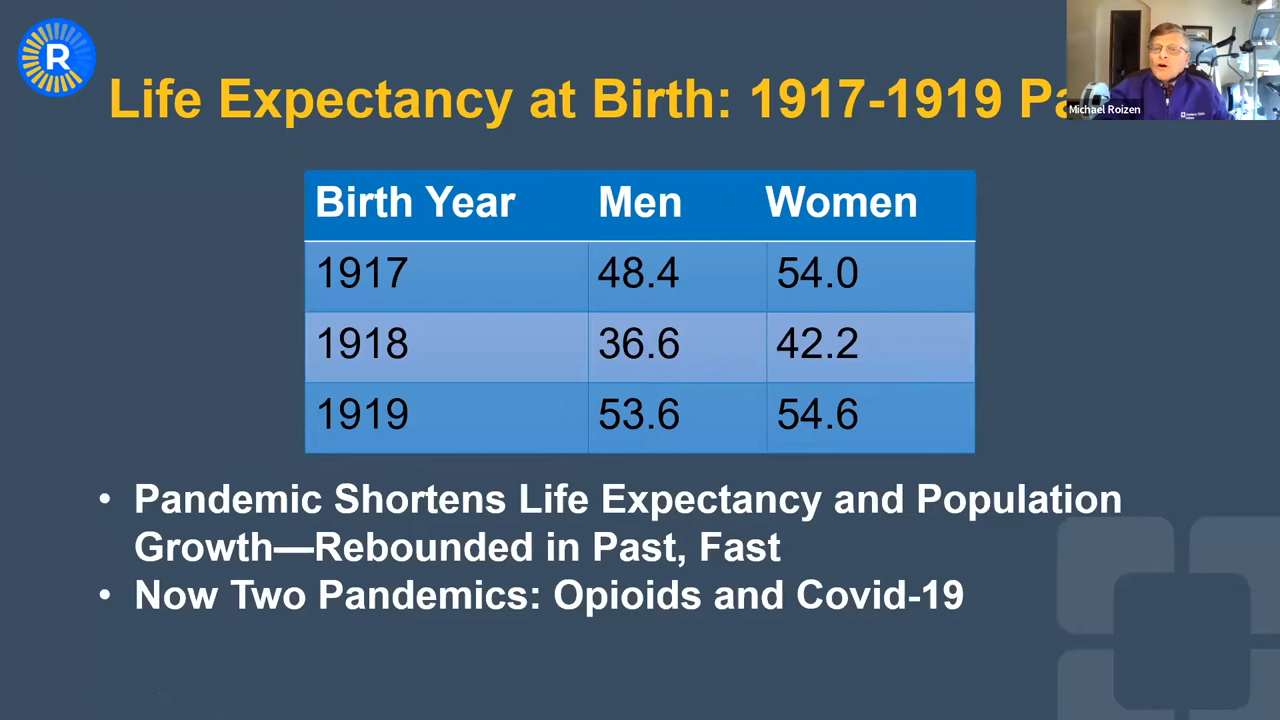 R
Life Expectancy at Birth: 1917-1919
Michael Roizen
Birth Year Men Women
1917 48.4 54.0
1918 36.6 42.2
1919 53.6 54.6
• Pandemic Shortens Life Expectancy and Population
Growth—Rebounded in Past, Fast
• Now Two Pandemics: Opioids and Covid-19